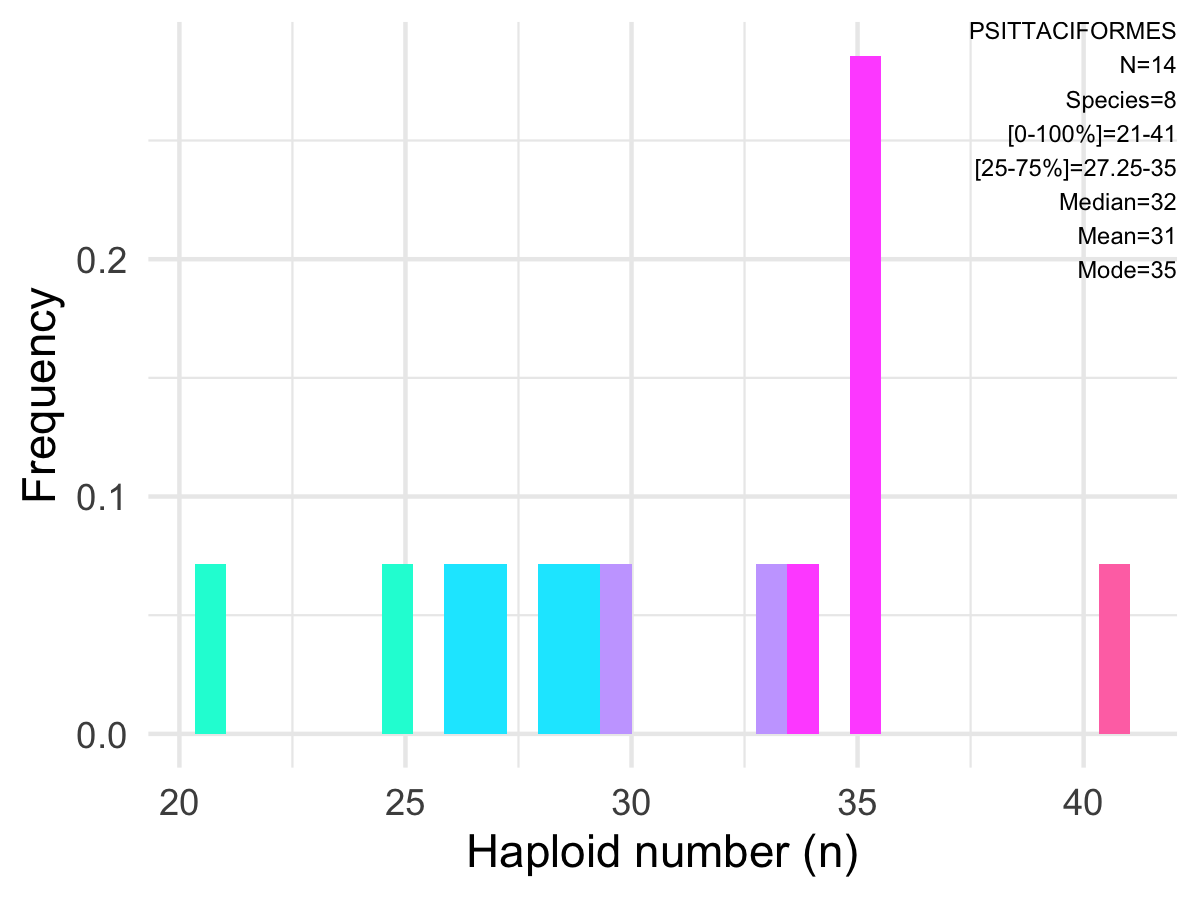 PSITTACIFORMES
N=14
Species=8
[0-100%]=21-41
[25-75%]=27.25-35
Median=32
Mean=31
Mode=35
Frequency
0.2
0.1
0.0
20 25 30 35 40
Haploid number (n)